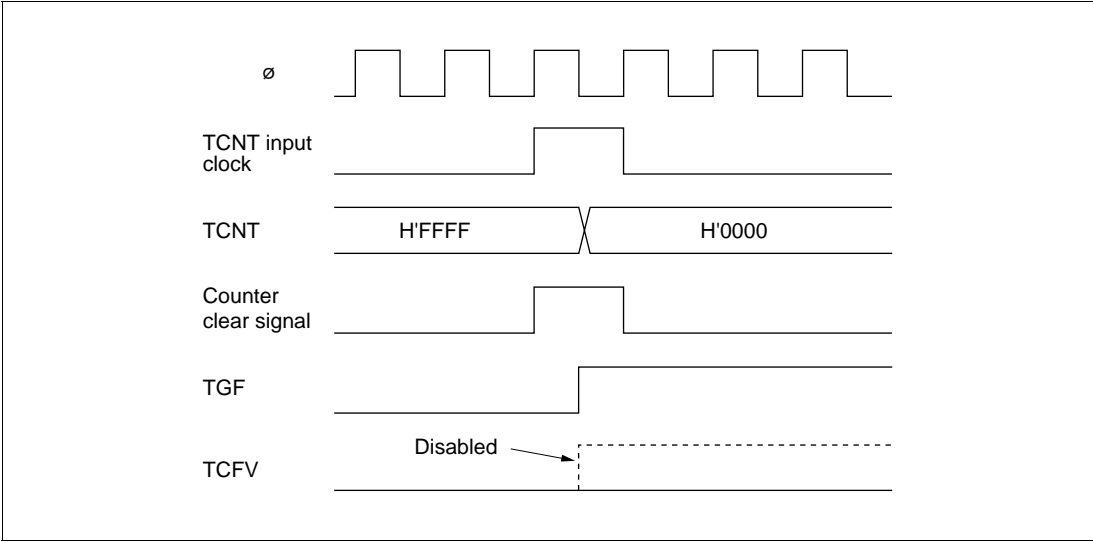 ø
TCNT input
clock
TCNT
H'FFFF
H'0000
Counter
clear signal
TGF
Disabled
TCFV